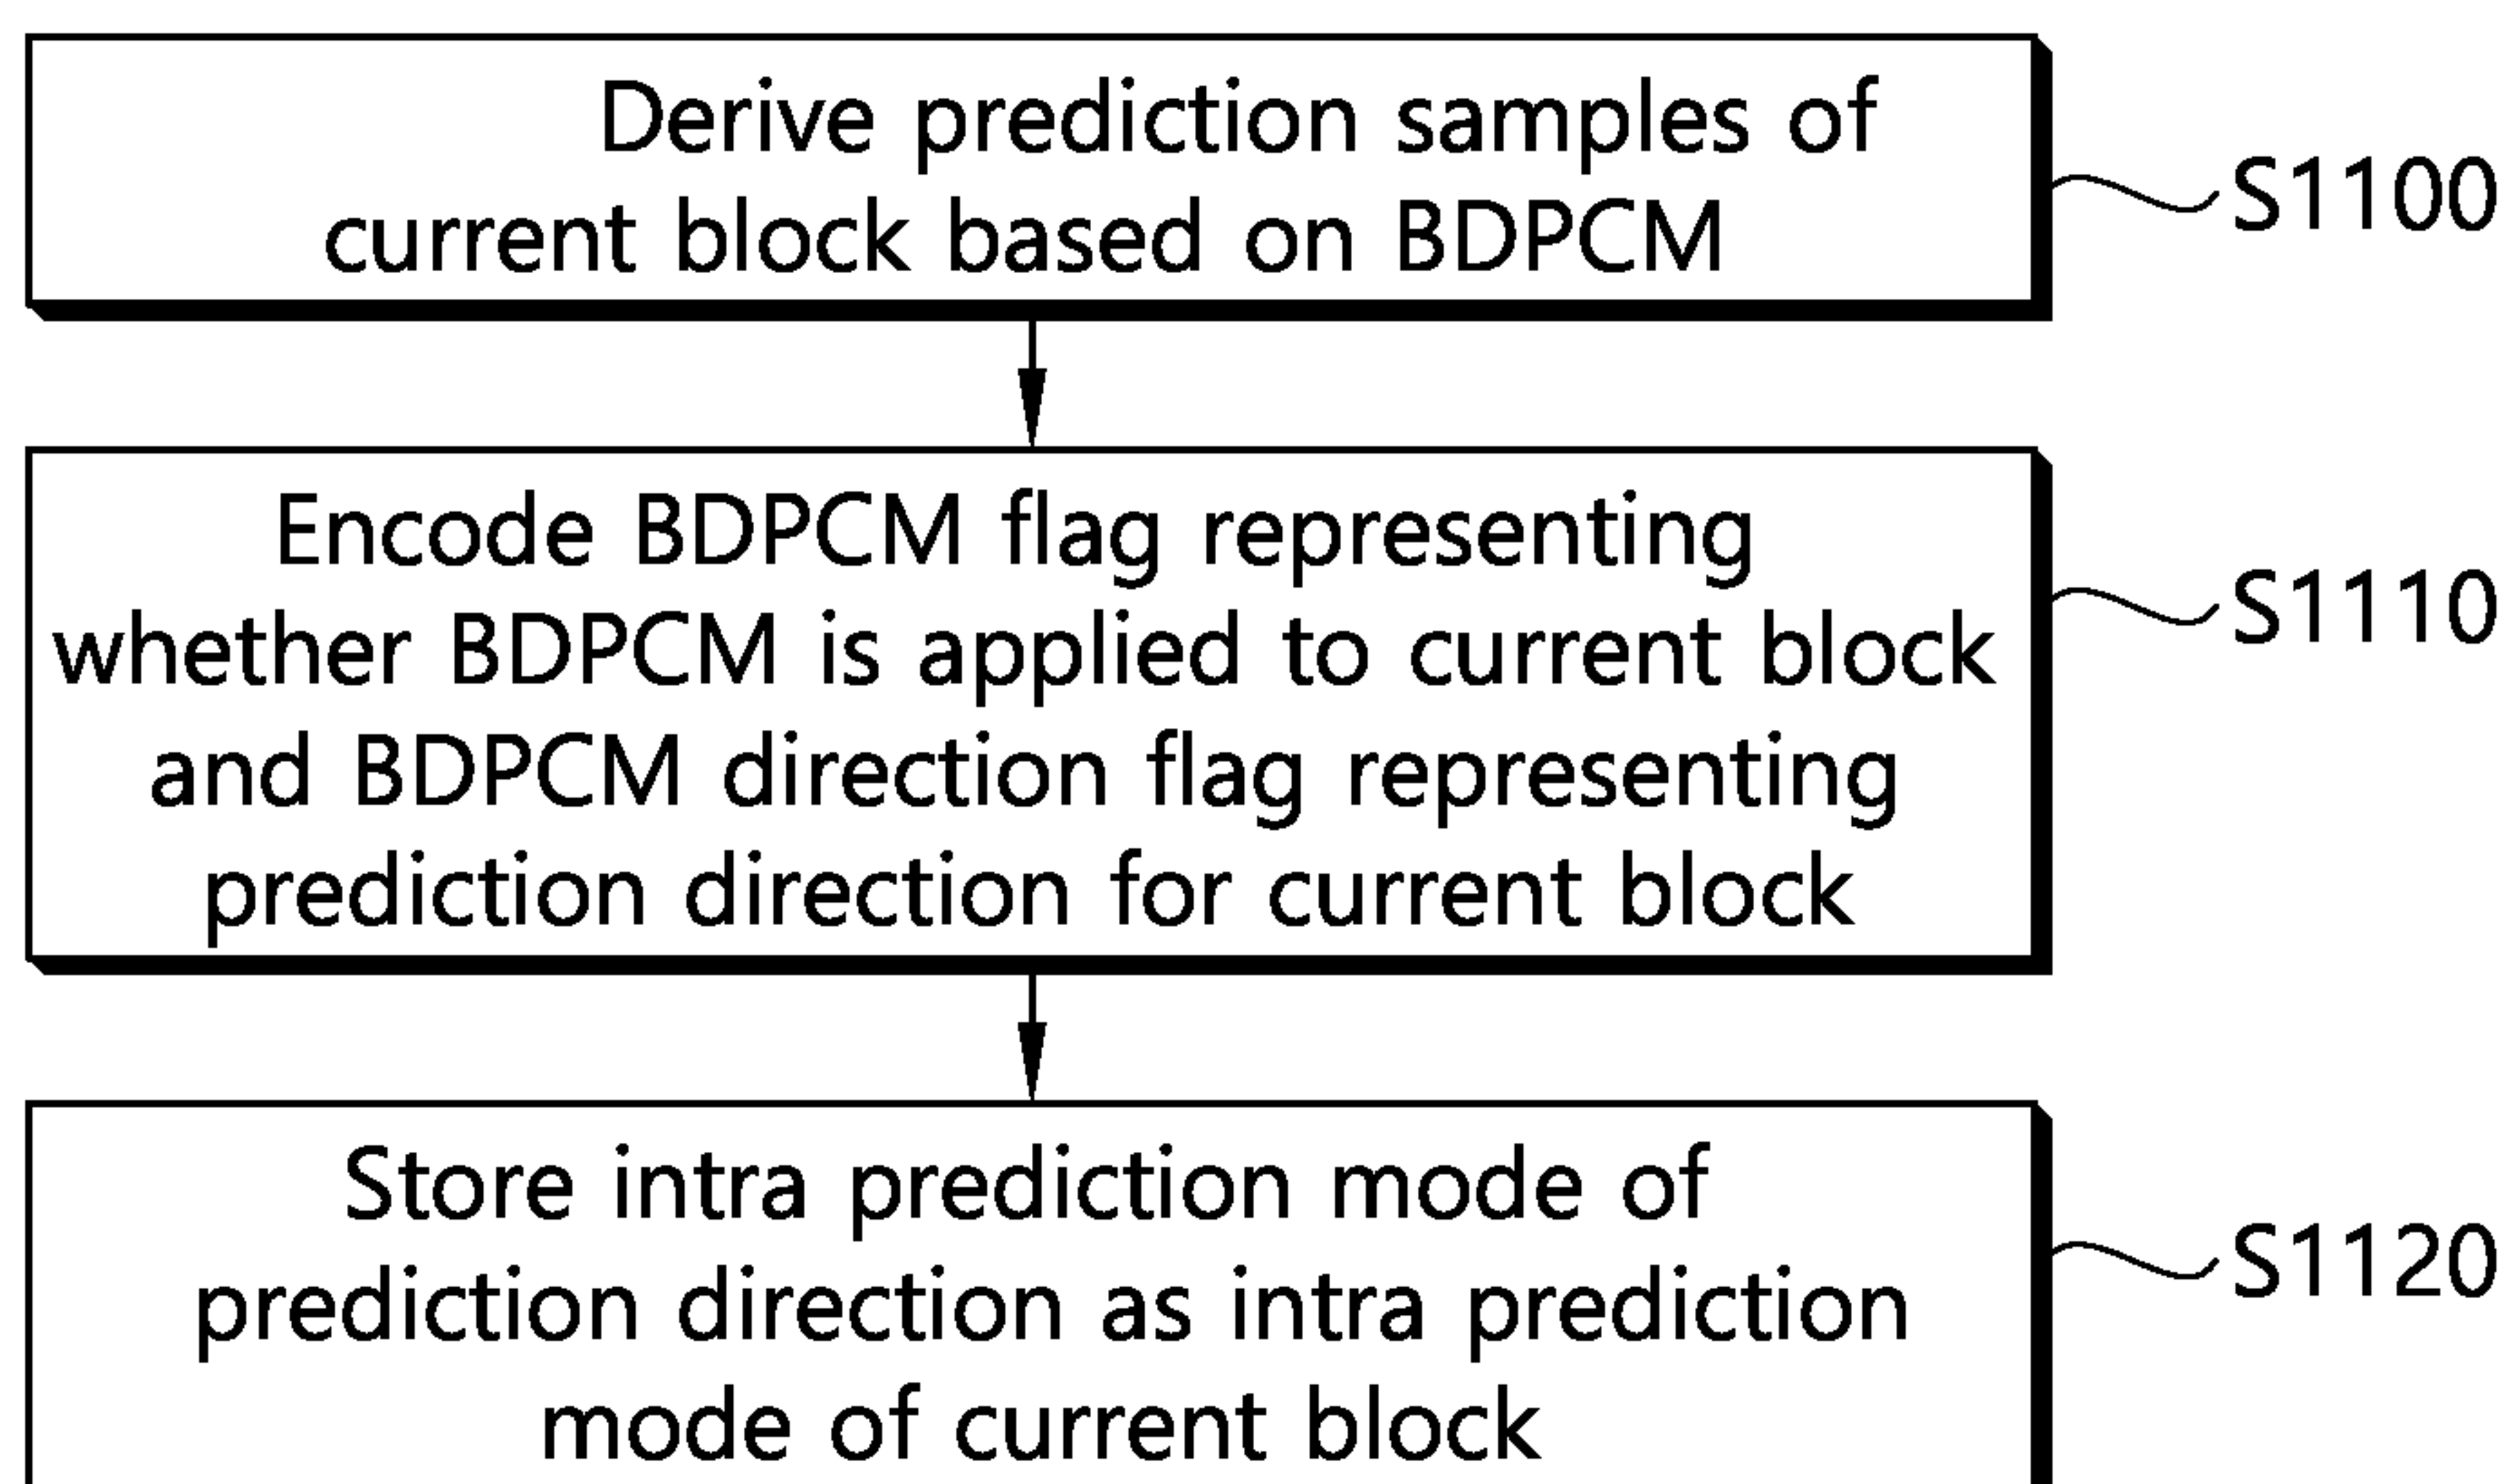 Derive prediction samples of
current block based on BDPCM
S1100
Encode BDPCM flag representing
whether BDPCM is applied to current block
and BDPCM direction flag representing
prediction direction for current block
S1110
Store intra prediction mode of
prediction direction as intra prediction
mode of current block
S1120